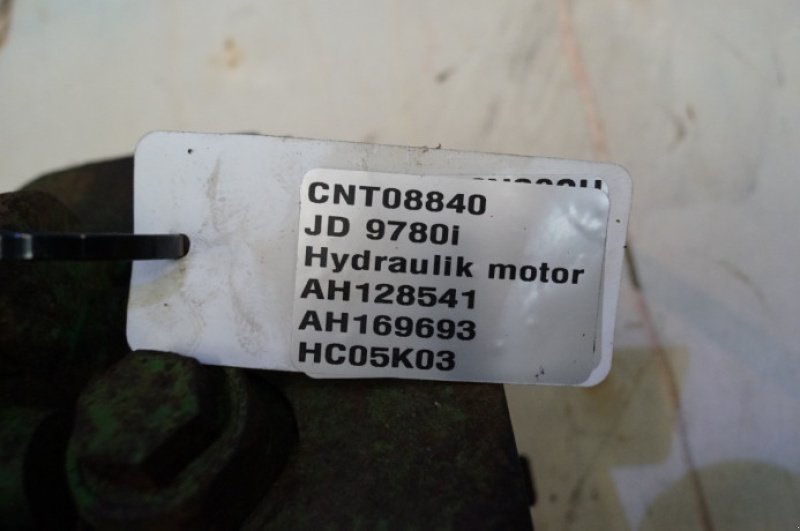 CNT08840
JD 9780i
Hydraulik motor
AH128541
AH169693
HC05K03